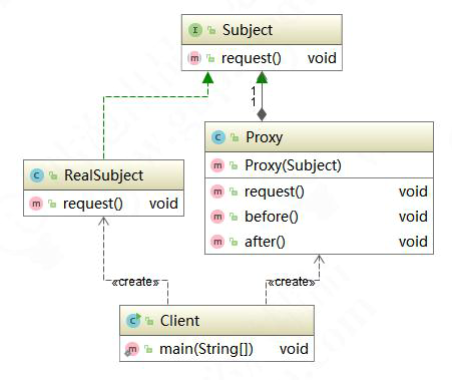 Subject
request() void
1
1
Proxy
Proxy(Subject)
request() void
before() void
after() void
RealSubject
request() void
«create»
«create»
Client
main(String[]) void